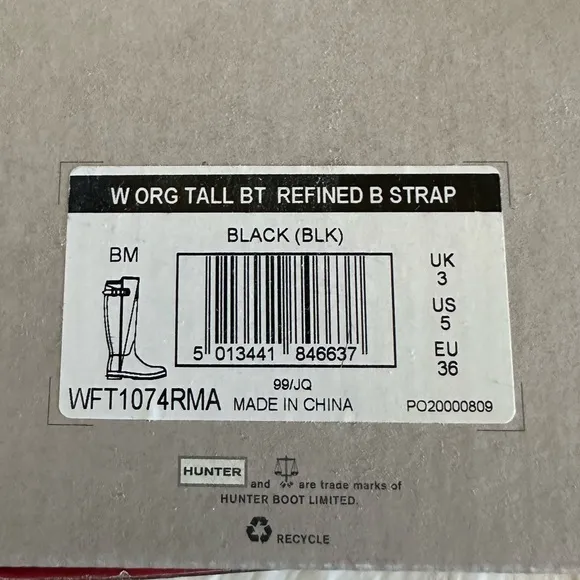 W ORG TALL BT REFINED B STRAP
BLACK (BLK)
BM
UK
3
US
5
EU
36
5 013441 846637
WFT1074RMA
99/JQ
MADE IN CHINA
PO20000809
HUNTER and are trade marks of
HUNTER BOOT LIMITED.
RECYCLE